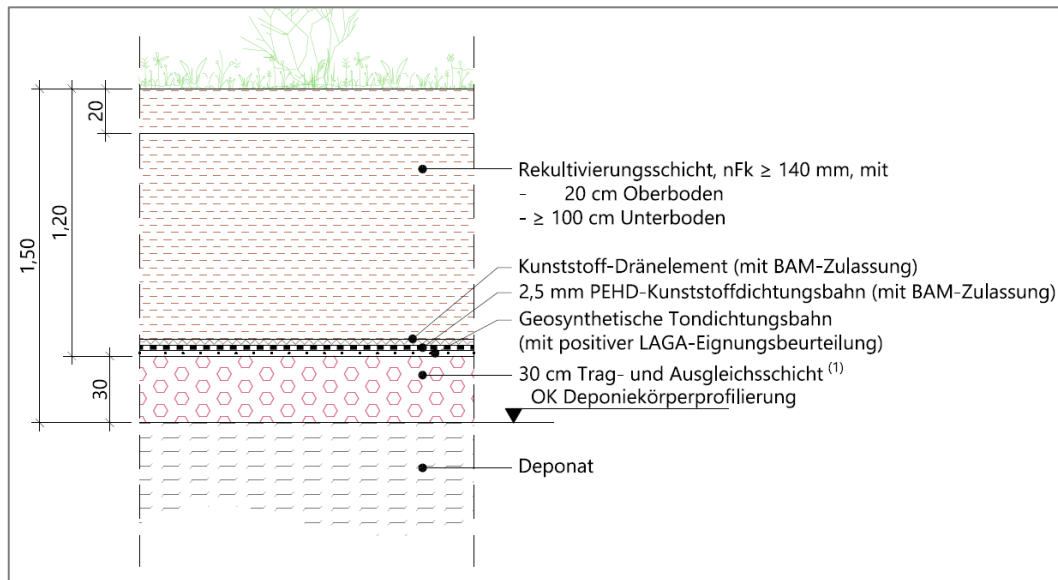 20
1,20
1,50
30
Rekultivierungsschicht, nFk ≥ 140 mm, mit
- 20 cm Oberboden
- ≥ 100 cm Unterboden
Kunststoff-Dränelement (mit BAM-Zulassung)
2,5 mm PEHD-Kunststoffdichtungsbahn (mit BAM-Zulassung)
Geosynthetische Tondichtungsbahn
(mit positiver LAGA-Eignungsbeurteilung)
30 cm Trag- und Ausgleichsschicht (1)
OK Deponiekörperprofilierung
Deponat